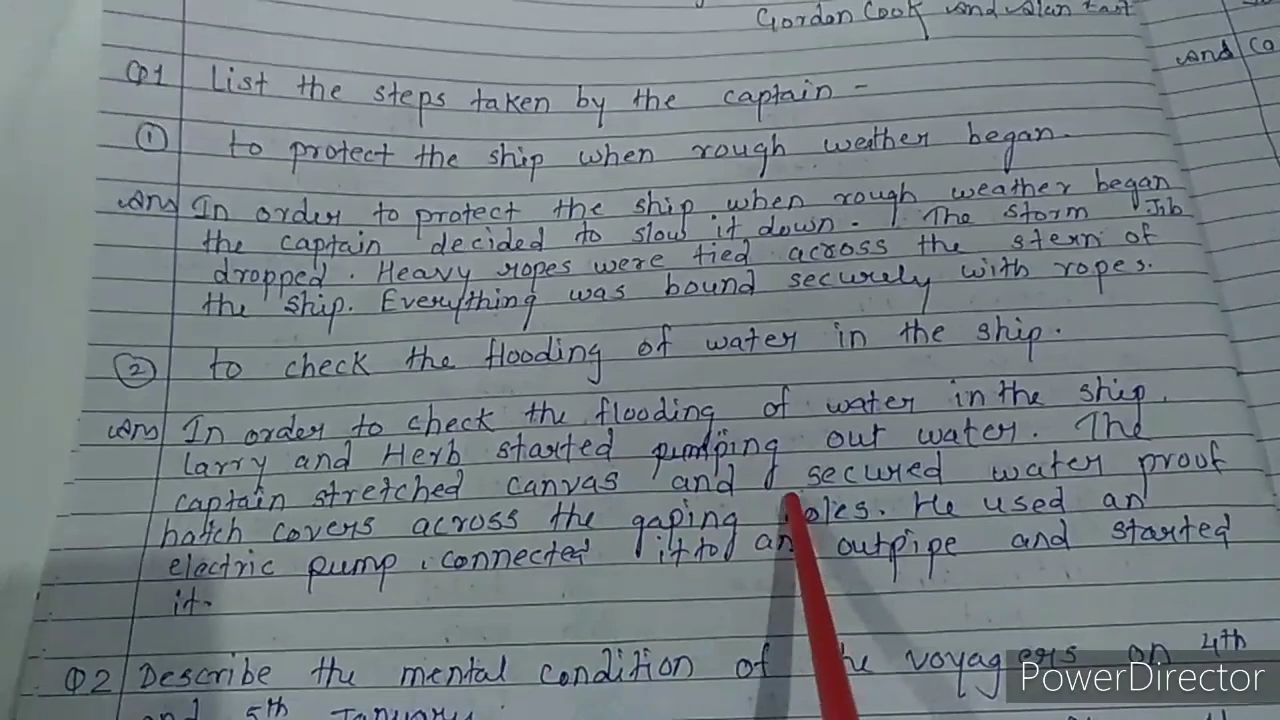 Gordon Cook and Alan East
and Co
Q1 List the steps taken by the captain -
① to protect the ship when rough weather began.
Ans In order to protect the ship when rough weather began
the captain decided to slow it down. The storm Jib
dropped. Heavy ropes were tied across the stern of
the ship. Everything was bound securely with ropes.
② to check the flooding of water in the ship.
Ans In order to check the flooding of water in the ship.
Larry and Herb started pumping out water. The
captain stretched canvas and secured water proof
hatch covers across the gaping holes. He used an
electric pump, connected it to an outpipe and started
it.
Q2 Describe the mental condition of the voyagers on 4th
and 5th January.
PowerDirector